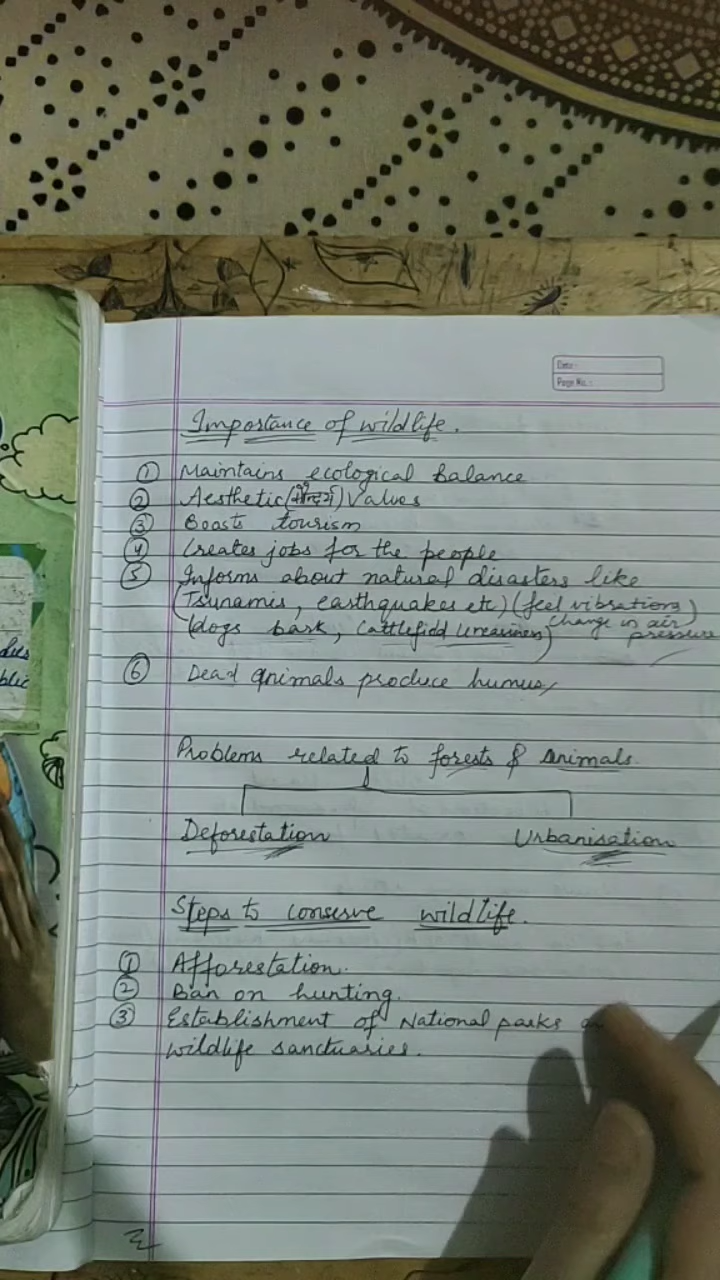 Date:
Page No.:
Importance of wildlife.
① Maintains ecological balance
② Aesthetic (सौन्दर्य) Values
③ Boosts tourism
④ Creates jobs for the people
⑤ Informs about natural disasters like
(Tsunamis, earthquakes etc) (feel vibrations)
(dogs bark, change in air pressure
⑥ Dead animals produce humus
Problems related to forests & animals.
Deforestation Urbanisation
Steps to conserve wildlife.
① Afforestation.
② Ban on hunting.
③ Establishment of National parks
wildlife sanctuaries.